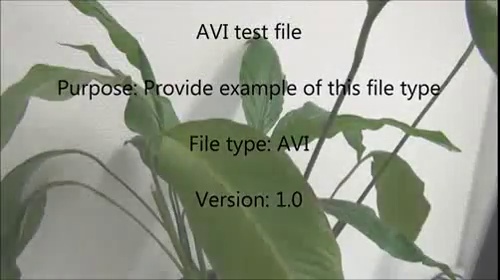 AVI test file
Purpose: Provide example of this file type
File type: AVI
Version: 1.0